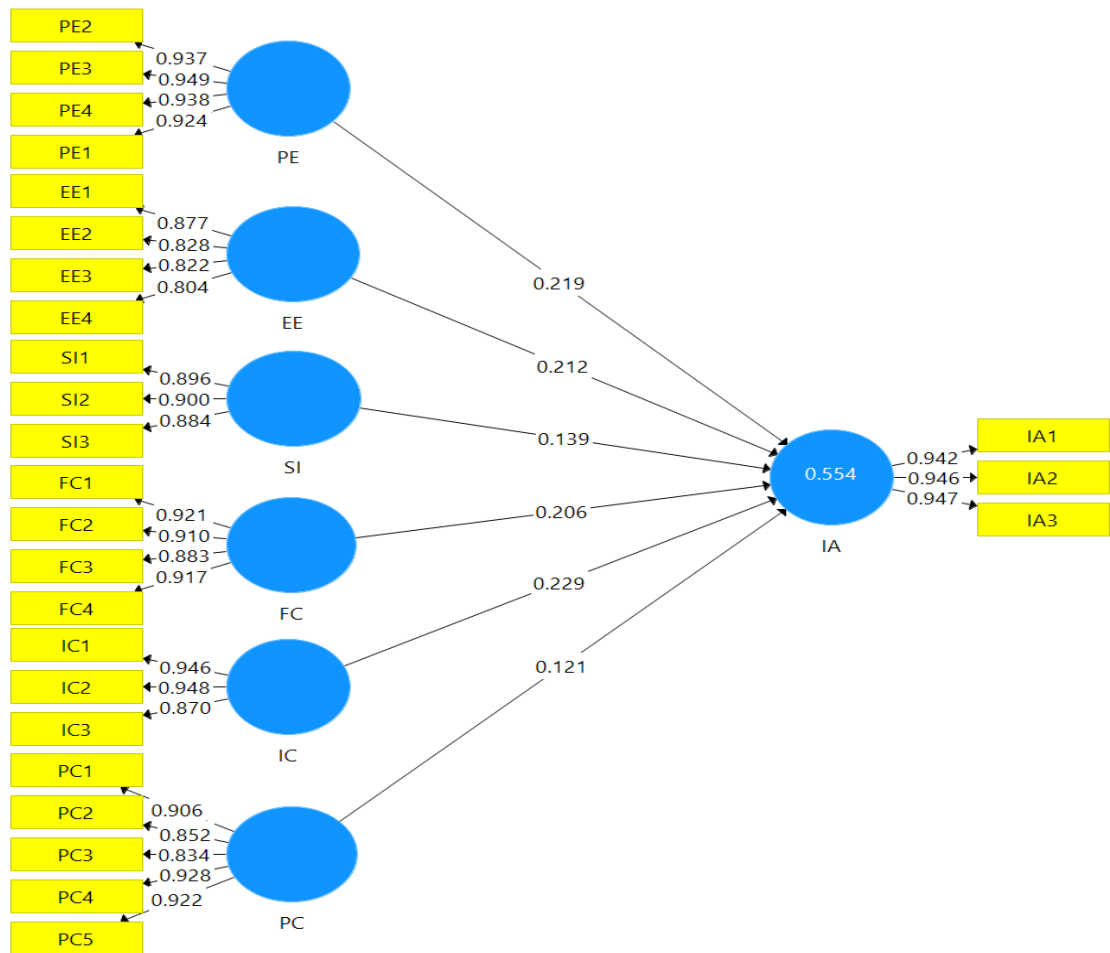 PE2
PE3
PE4
PE1
0.937
0.949
0.938
0.924
PE
EE1
EE2
EE3
EE4
0.877
0.828
0.822
0.804
EE
SI1
SI2
SI3
0.896
0.900
0.884
SI
FC1
FC2
FC3
FC4
0.921
0.910
0.883
0.917
FC
IC1
IC2
IC3
0.946
0.948
0.870
IC
PC1
PC2
PC3
PC4
PC5
0.906
0.852
0.834
0.928
0.922
PC
0.219
0.212
0.139
0.206
0.229
0.121
0.554
IA
0.942
0.946
0.947
IA1
IA2
IA3